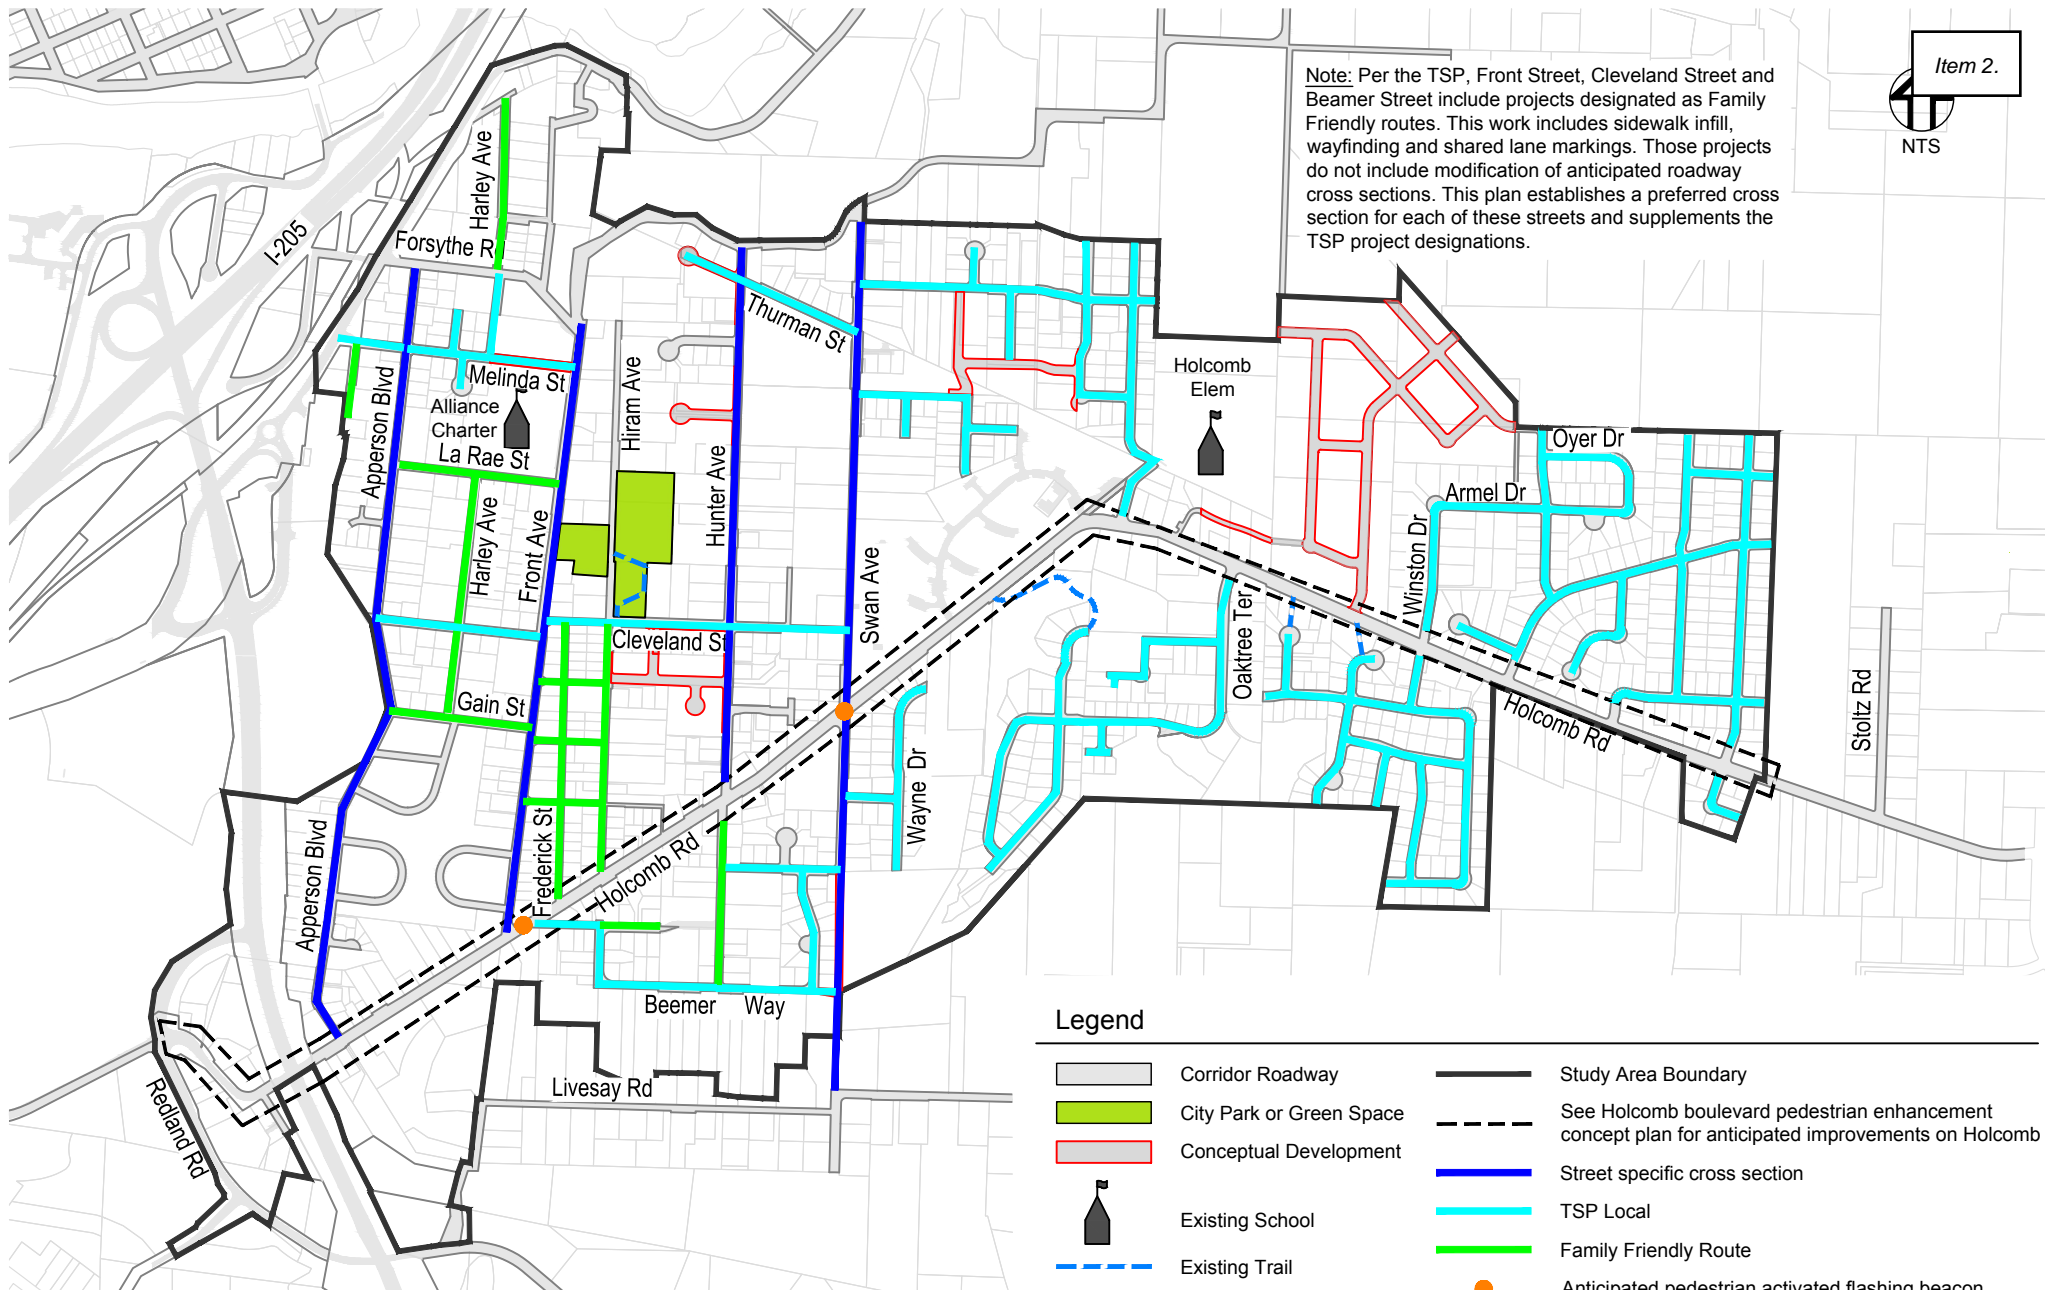 Note: Per the TSP, Front Street, Cleveland Street and
Beamer Street include projects designated as Family
Friendly routes. This work includes sidewalk infill,
wayfinding and shared lane markings. Those projects
do not include modification of anticipated roadway
cross sections. This plan establishes a preferred cross
section for each of these streets and supplements the
TSP project designations.
Item 2.
NTS
I-205
Harley Ave
Forsythe R
Thurman St
Melinda St
Alliance
Charter
La Rae St
Apperson Blvd
Harley Ave
Front Ave
Hiram Ave
Hunter Ave
Swan Ave
Holcomb
Elem
Oyer Dr
Armel Dr
Winston Dr
Oaktree Ter
Cleveland St
Gain St
Holcomb Rd
Stoltz Rd
Wayne Dr
Frederick St
Holcomb Rd
Apperson Blvd
Beemer Way
Livesay Rd
Redland Rd
Legend
Corridor Roadway
City Park or Green Space
Conceptual Development
Existing School
Existing Trail
Study Area Boundary
See Holcomb boulevard pedestrian enhancement
concept plan for anticipated improvements on Holcomb
Street specific cross section
TSP Local
Family Friendly Route
Anticipated pedestrian activated flashing beacon